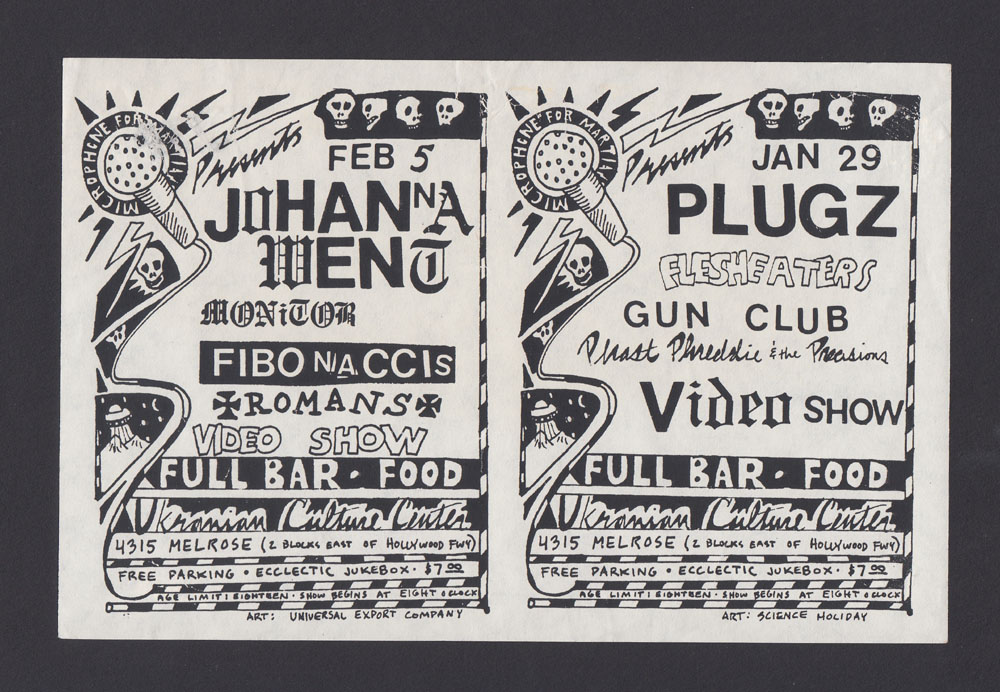 MICROPHONE FOR MARTIA
Presents
FEB 5
JOHANNA
WENT
MONITOR
FIBONNACCIS
ROMANS
VIDEO SHOW
FULL BAR · FOOD
Ukranian Culture Center
4315 MELROSE (2 BLOCKS EAST OF HOLLYWOOD FWY)
FREE PARKING · ECCLECTIC JUKEBOX · $7.00
AGE LIMIT: EIGHTEEN · SHOW BEGINS AT EIGHT O CLOCK
ART: UNIVERSAL EXPORT COMPANY
MICROPHONE FOR MARTIA
Presents
JAN 29
PLUGZ
FLESHEATERS
GUN CLUB
Phast Phreddie & the Precisions
Video SHOW
FULL BAR · FOOD
Ukranian Culture Center
4315 MELROSE (2 BLOCKS EAST OF HOLLYWOOD FWY)
FREE PARKING · ECCLECTIC JUKEBOX · $7.00
AGE LIMIT: EIGHTEEN · SHOW BEGINS AT EIGHT O CLOCK
ART: SCIENCE HOLIDAY